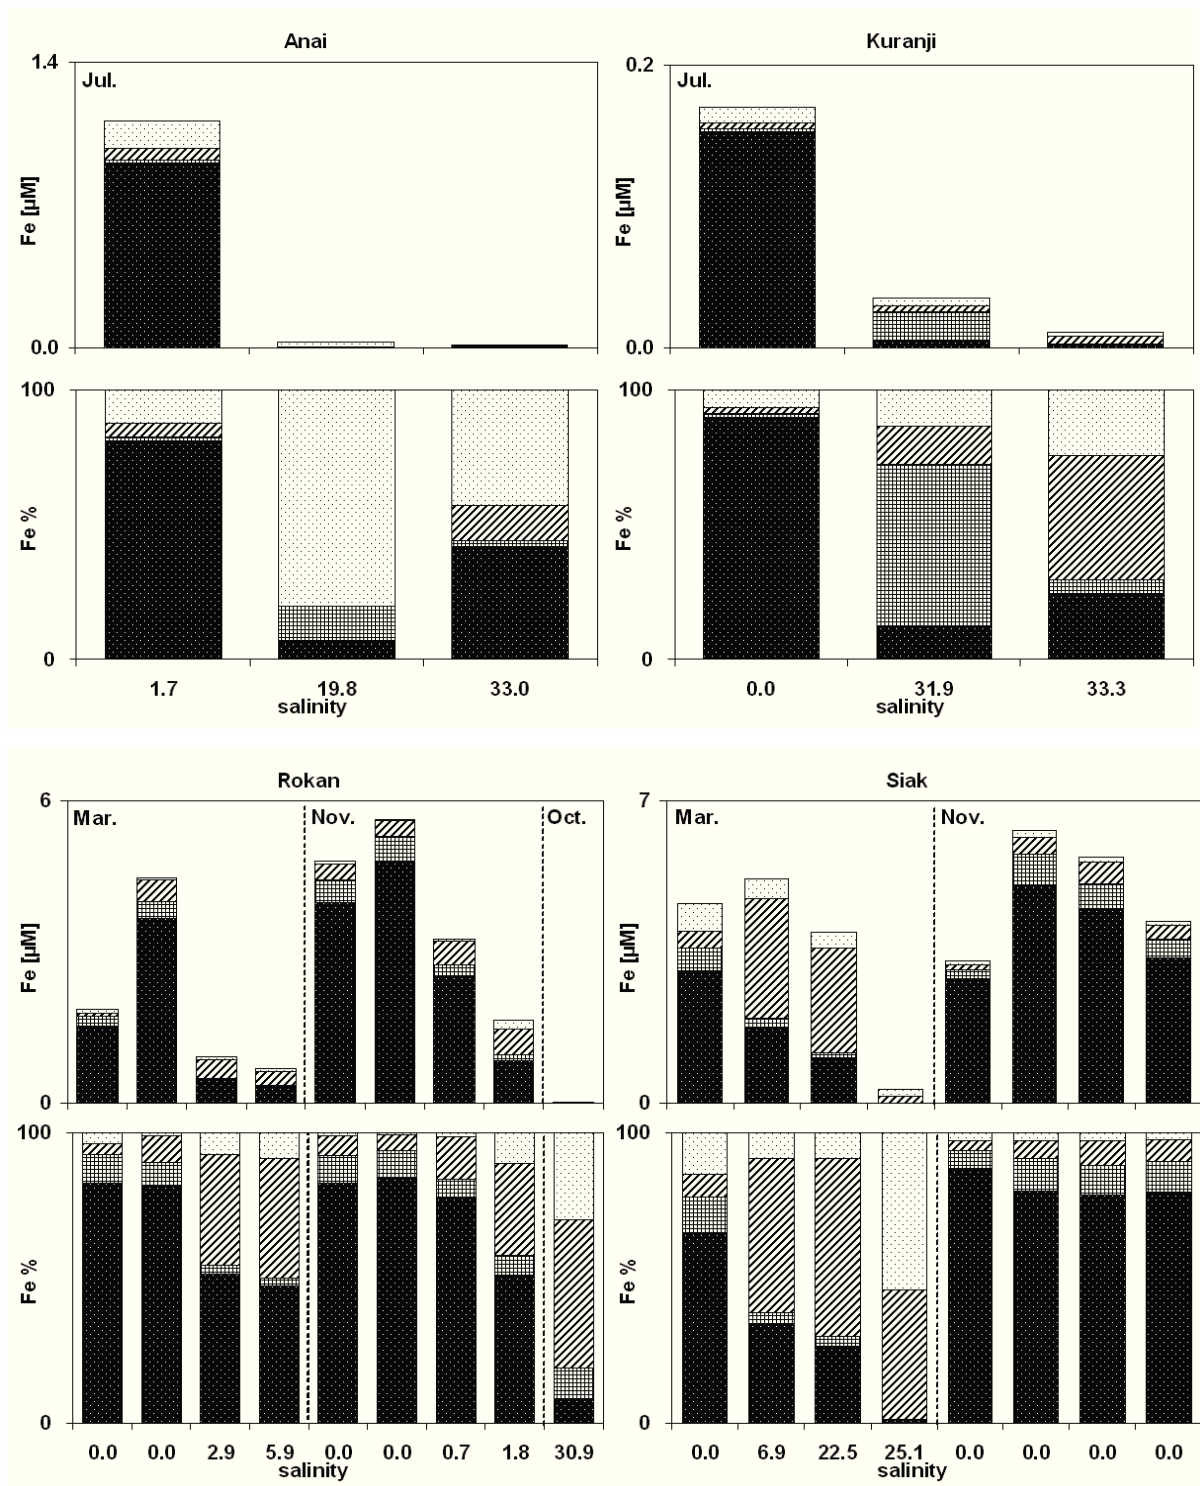 Anai
1.4
Jul.
Fe [µM]
0.0
100
Fe %
0
1.7 19.8 33.0
salinity
Kuranji
0.2
Jul.
Fe [µM]
0.0
100
Fe %
0
0.0 31.9 33.3
salinity
Rokan
6
Mar. Nov. Oct.
Fe [µM]
0
100
Fe %
0
0.0 0.0 2.9 5.9 0.0 0.0 0.7 1.8 30.9
salinity
Siak
7
Mar. Nov.
Fe [µM]
0
100
Fe %
0
0.0 6.9 22.5 25.1 0.0 0.0 0.0 0.0
salinity